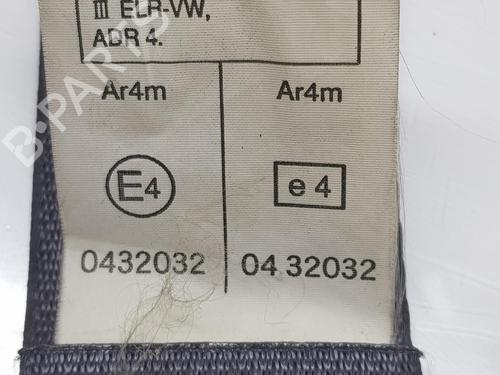 III ELR-VW,
ADR 4.
Ar4m Ar4m
E4 e 4
0432032 04 32032
B-PARTS